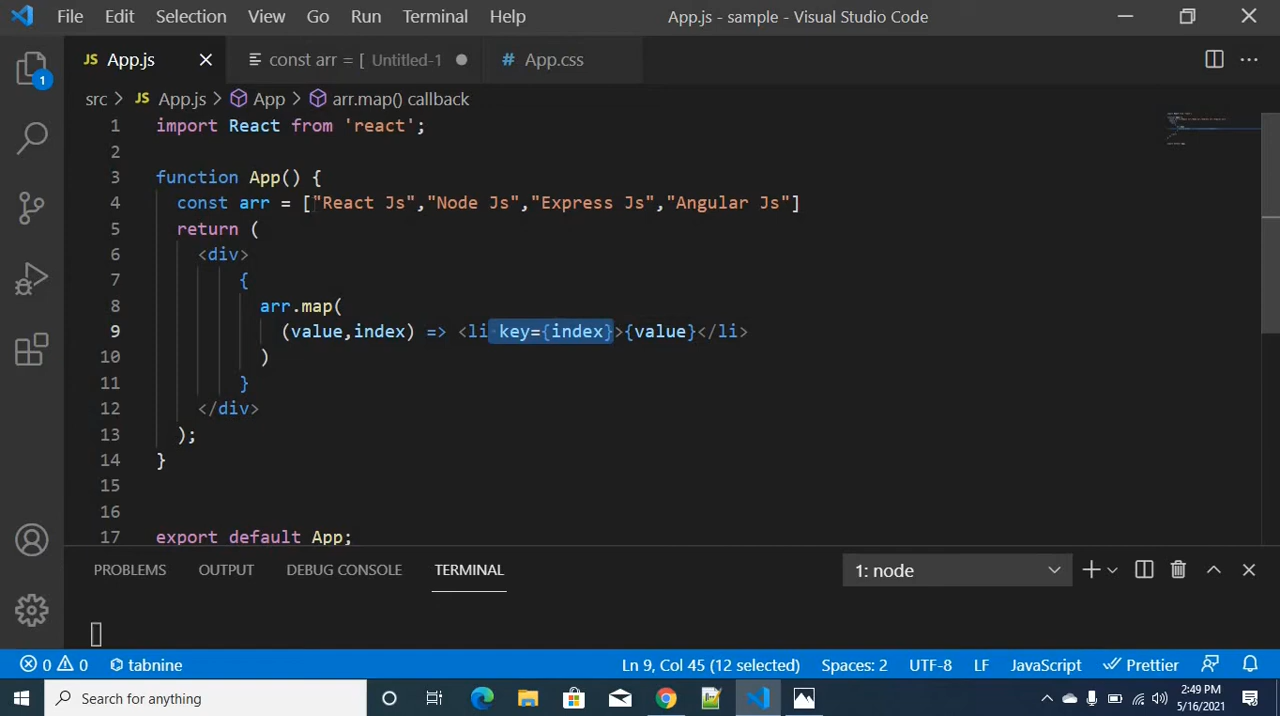 File Edit Selection View Go Run Terminal Help App.js - sample - Visual Studio Code
JS App.js const arr = [ Untitled-1 # App.css
1
src > JS App.js > App > arr.map() callback
1 import React from 'react';
2
3 function App() {
4 const arr = ["React Js","Node Js","Express Js","Angular Js"]
5 return (
6 <div>
7 {
8 arr.map(
9 (value,index) => <li key={index}>{value}</li>
10 )
11 }
12 </div>
13 );
14 }
15
16
17 export default App;
PROBLEMS OUTPUT DEBUG CONSOLE TERMINAL 1: node
0 0 tabnine Ln 9, Col 45 (12 selected) Spaces: 2 UTF-8 LF JavaScript Prettier
Search for anything
2:49 PM
5/16/2021